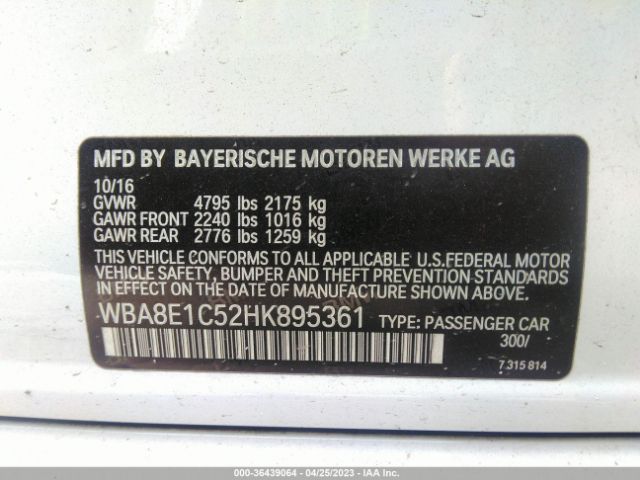 MFD BY BAYERISCHE MOTOREN WERKE AG
10/16
GVWR 4795 lbs 2175 kg
GAWR FRONT 2240 lbs 1016 kg
GAWR REAR 2776 lbs 1259 kg
THIS VEHICLE CONFORMS TO ALL APPLICABLE U.S.FEDERAL MOTOR
VEHICLE SAFETY, BUMPER AND THEFT PREVENTION STANDARDS
IN EFFECT ON THE DATE OF MANUFACTURE SHOWN ABOVE.
WBA8E1C52HK895361 TYPE: PASSENGER CAR
300/
7 315 814
000-36439064 - 04/25/2023 - IAA Inc.